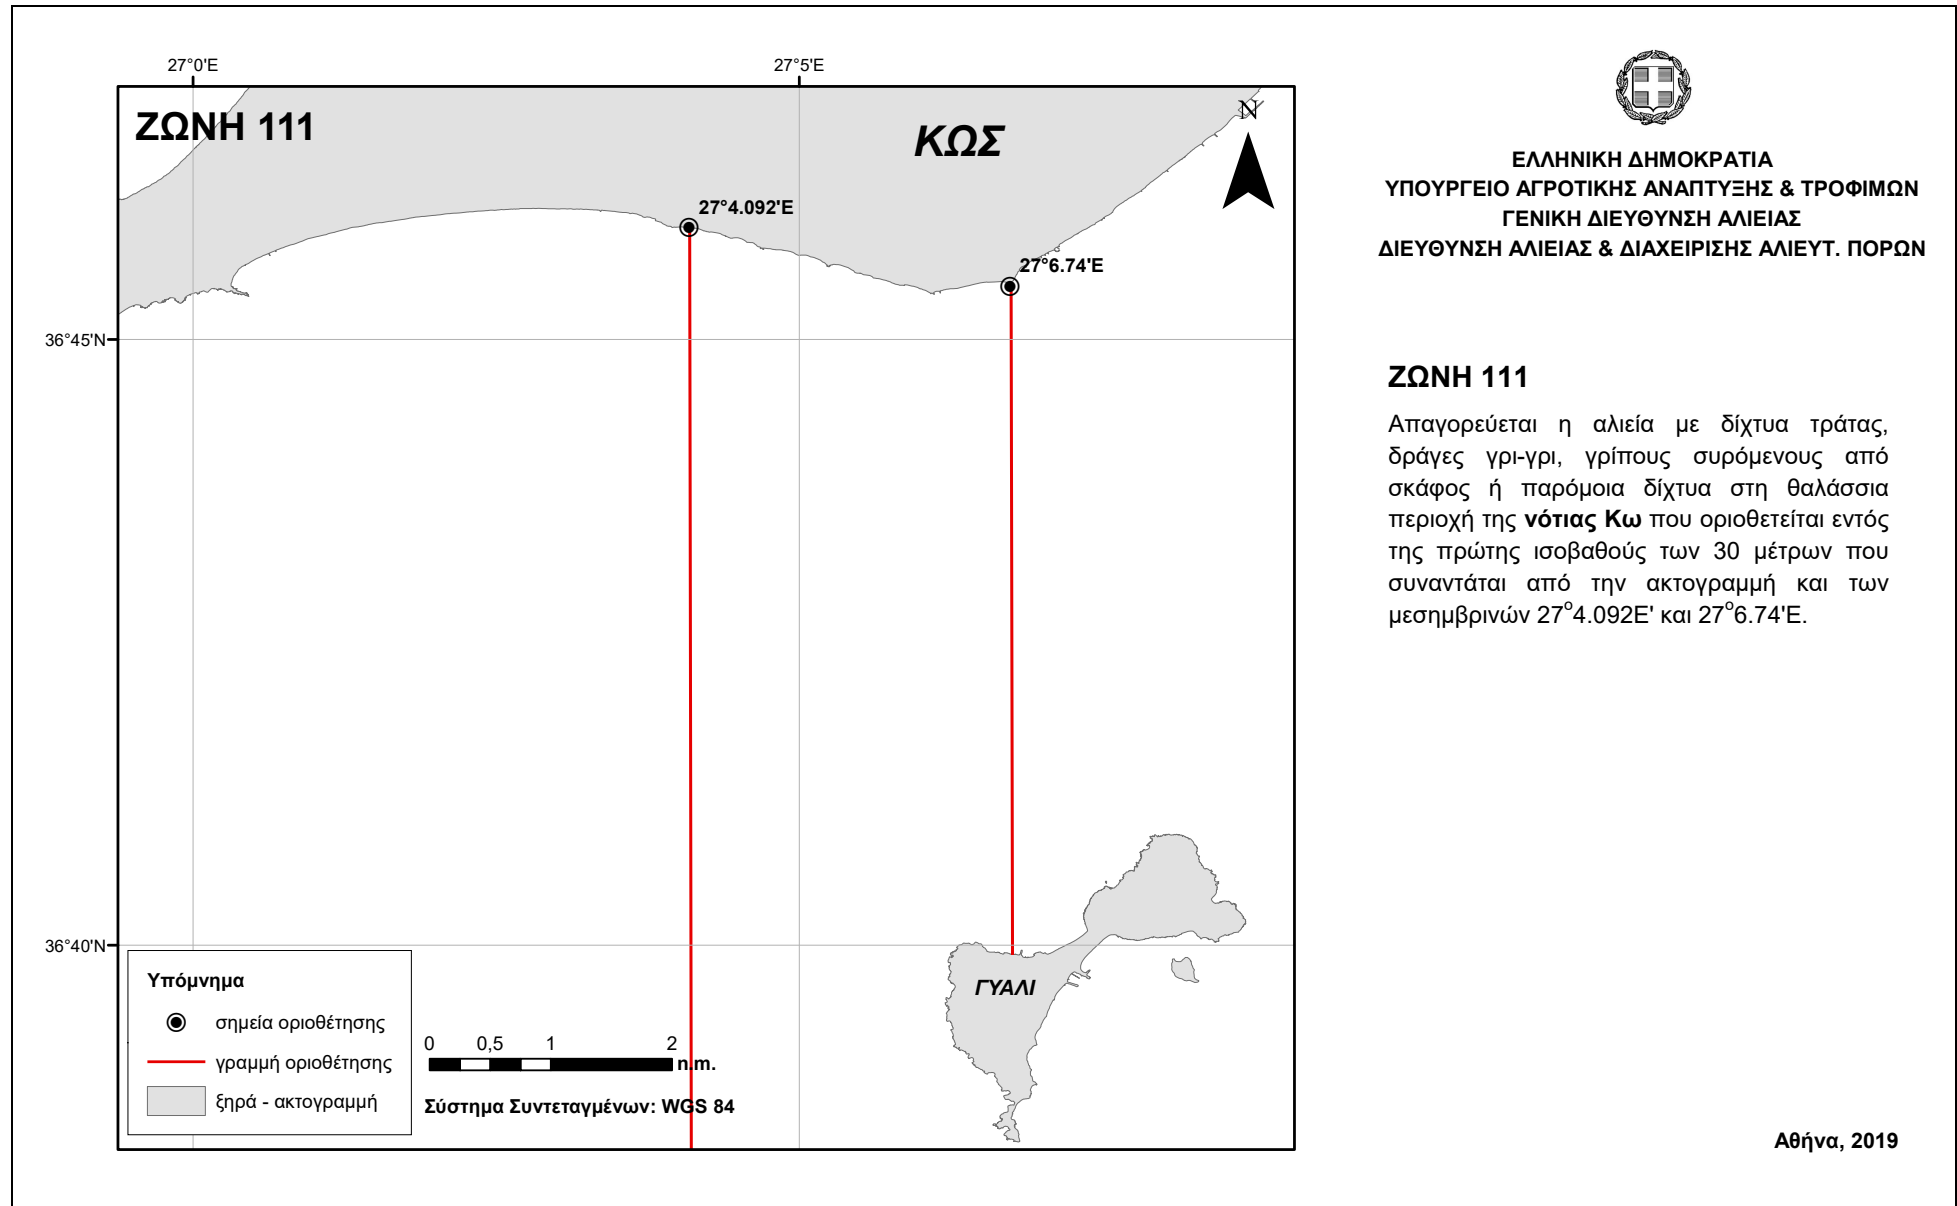 27°0'E
27°5'E
ΖΩΝΗ 111
ΚΩΣ
N
27°4.092'E
27°6.74'E
36°45'N
36°40'N
ΓΥΑΛΙ
Υπόμνημα
σημεία οριοθέτησης
γραμμή οριοθέτησης
ξηρά - ακτογραμμή
0 0,5 1 2
n.m.
Σύστημα Συντεταγμένων: WGS 84
ΕΛΛΗΝΙΚΗ ΔΗΜΟΚΡΑΤΙΑ
ΥΠΟΥΡΓΕΙΟ ΑΓΡΟΤΙΚΗΣ ΑΝΑΠΤΥΞΗΣ & ΤΡΟΦΙΜΩΝ
ΓΕΝΙΚΗ ΔΙΕΥΘΥΝΣΗ ΑΛΙΕΙΑΣ
ΔΙΕΥΘΥΝΣΗ ΑΛΙΕΙΑΣ & ΔΙΑΧΕΙΡΙΣΗΣ ΑΛΙΕΥΤ. ΠΟΡΩΝ
ΖΩΝΗ 111
Απαγορεύεται η αλιεία με δίχτυα τράτας,
δράγες γρι-γρι, γρίπους συρόμενους από
σκάφος ή παρόμοια δίχτυα στη θαλάσσια
περιοχή της νότιας Κω που οριοθετείται εντός
της πρώτης ισοβαθούς των 30 μέτρων που
συναντάται από την ακτογραμμή και των
μεσημβρινών 27°4.092E' και 27°6.74'E.
Αθήνα, 2019